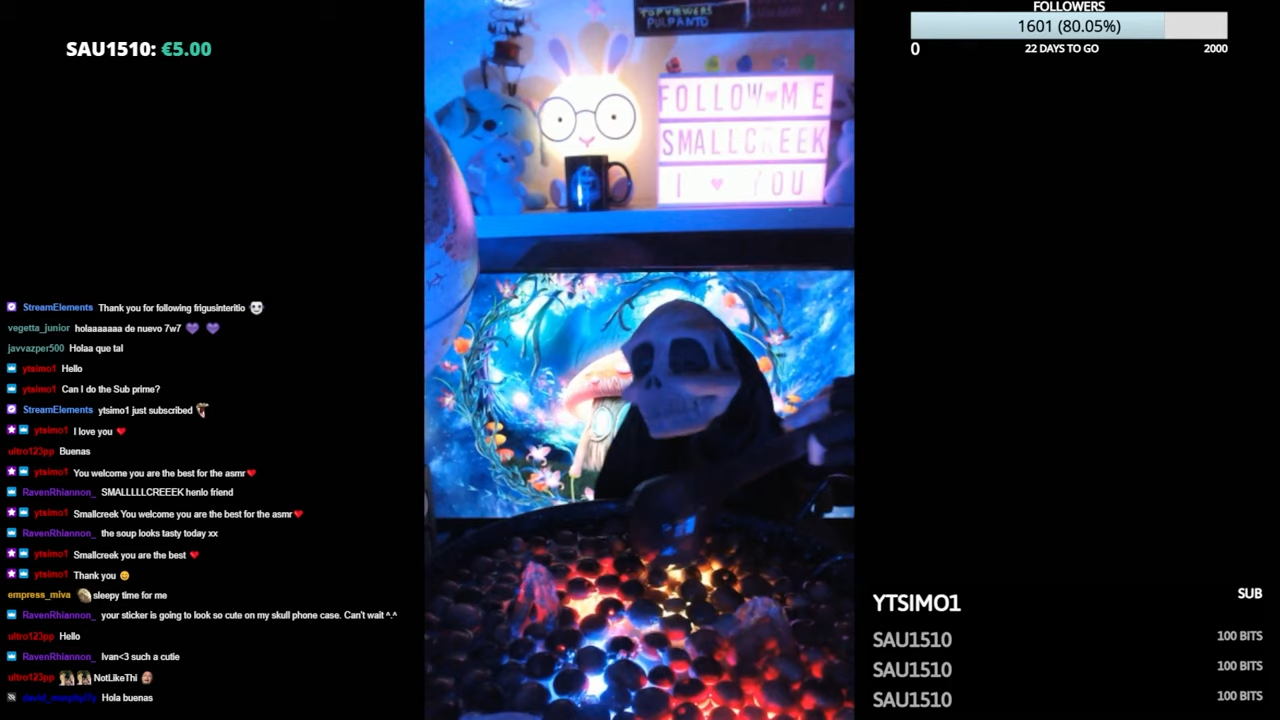 SAU1510: €5.00
TOP VIEWERS
PULPANTO
FOLLOW♥ME
SMALLCREEK
I ♥ YOU
FOLLOWERS
1601 (80.05%)
0 22 DAYS TO GO 2000
StreamElements Thank you for following frigusinteritio
vegetta_junior holaaaaaaa de nuevo 7w7 💜 💜
javvazper500 Holaa que tal
ytsimo1 Hello
ytsimo1 Can I do the Sub prime?
StreamElements ytsimo1 just subscribed
ytsimo1 I love you ❤
ultro123pp Buenas
ytsimo1 You welcome you are the best for the asmr❤
RavenRhiannon_ SMALLLLLCREEEK henlo friend
ytsimo1 Smallcreek You welcome you are the best for the asmr❤
RavenRhiannon_ the soup looks tasty today xx
ytsimo1 Smallcreek you are the best ❤
ytsimo1 Thank you 😀
empress_miva sleepy time for me
RavenRhiannon_ your sticker is going to look so cute on my skull phone case. Can't wait ^.^
ultro123pp Hello
RavenRhiannon_ Ivan<3 such a cutie
ultro123pp NotLikeThi
Hola buenas
YTSIMO1 SUB
SAU1510 100 BITS
SAU1510 100 BITS
SAU1510 100 BITS